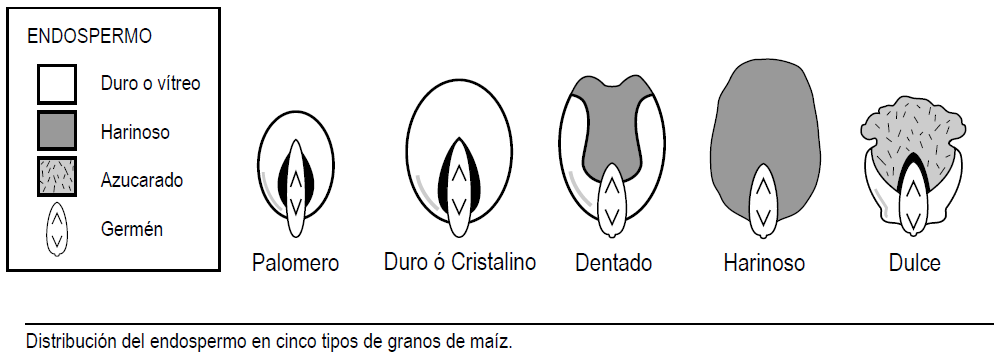 ENDOSPERMO
Duro o vítreo
Harinoso
Azucarado
Germén
Palomero
Duro ó Cristalino
Dentado
Harinoso
Dulce
Distribución del endospermo en cinco tipos de granos de maíz.